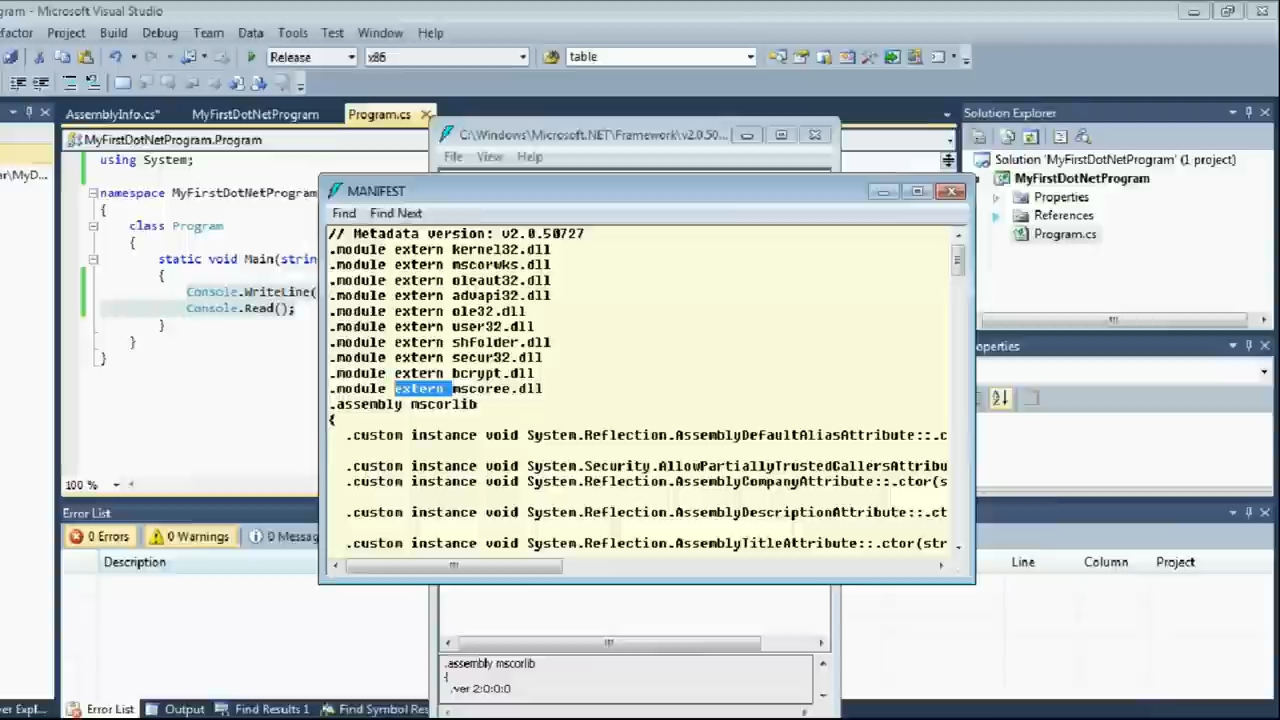 gram - Microsoft Visual Studio
factor Project Build Debug Team Data Tools Test Window Help
Release x86 table
AssemblyInfo.cs* MyFirstDotNetProgram Program.cs
MyFirstDotNetProgram.Program
using System;
namespace MyFirstDotNetProgram
{
class Program
{
static void Main(strin
{
Console.WriteLine(
Console.Read();
}
}
}
100 %
ar\MyD...
C:\Windows\Microsoft.NET\Framework\v2.0.50...
File View Help
MANIFEST
Find Find Next
// Metadata version: v2.0.50727
.module extern kernel32.dll
.module extern mscorwks.dll
.module extern oleaut32.dll
.module extern advapi32.dll
.module extern ole32.dll
.module extern user32.dll
.module extern shfolder.dll
.module extern secur32.dll
.module extern bcrypt.dll
.module extern mscoree.dll
.assembly mscorlib
{
.custom instance void System.Reflection.AssemblyDefaultAliasAttribute::.c
.custom instance void System.Security.AllowPartiallyTrustedCallersAttribu
.custom instance void System.Reflection.AssemblyCompanyAttribute::.ctor(s
.custom instance void System.Reflection.AssemblyDescriptionAttribute::.ct
.custom instance void System.Reflection.AssemblyTitleAttribute::.ctor(str
.assembly mscorlib
{
.ver 2:0:0:0
Solution Explorer
Solution 'MyFirstDotNetProgram' (1 project)
MyFirstDotNetProgram
Properties
References
Program.cs
roperties
Error List
0 Errors 0 Warnings 0 Messag
Description Line Column Project
ver Expl... Error List Output Find Results 1 Find Symbol Res